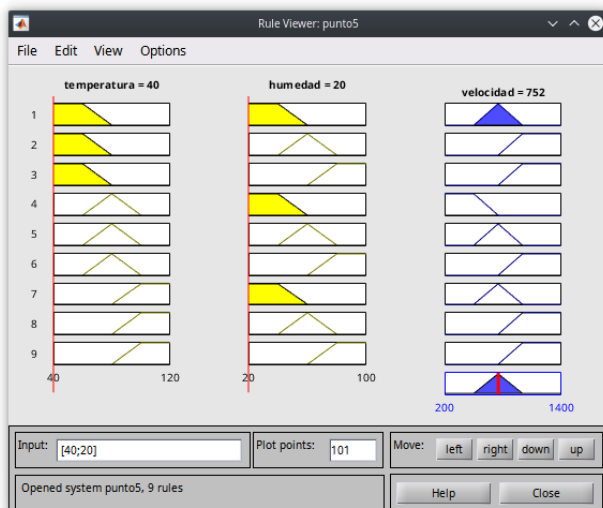 Rule Viewer: punto5
File Edit View Options
temperatura = 40 humedad = 20 velocidad = 752
1
2
3
4
5
6
7
8
9
40 120 20 100
200 1400
Input: [40;20] Plot points: 101 Move: left right down up
Opened system punto5, 9 rules Help Close